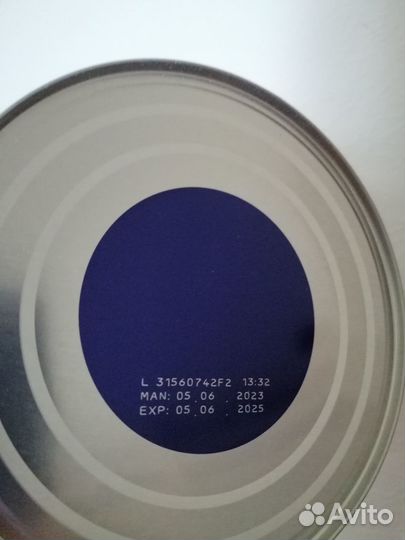 L 31560742F2 13:32
MAN: 05 06 . 2023
EXP: 05 06 . 2025
Avito